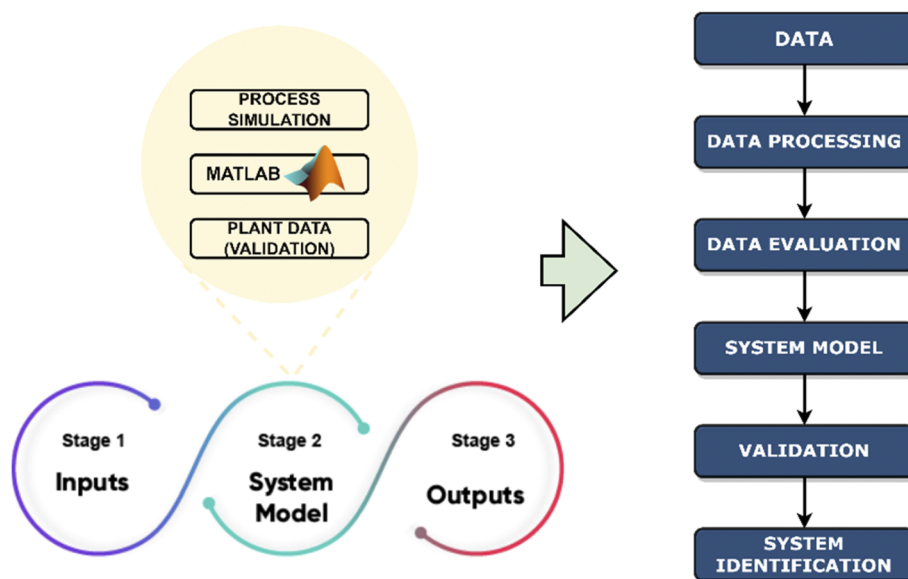 PROCESS
SIMULATION
MATLAB
PLANT DATA
(VALIDATION)
Stage 1
Inputs
Stage 2
System
Model
Stage 3
Outputs
DATA
DATA PROCESSING
DATA EVALUATION
SYSTEM MODEL
VALIDATION
SYSTEM
IDENTIFICATION